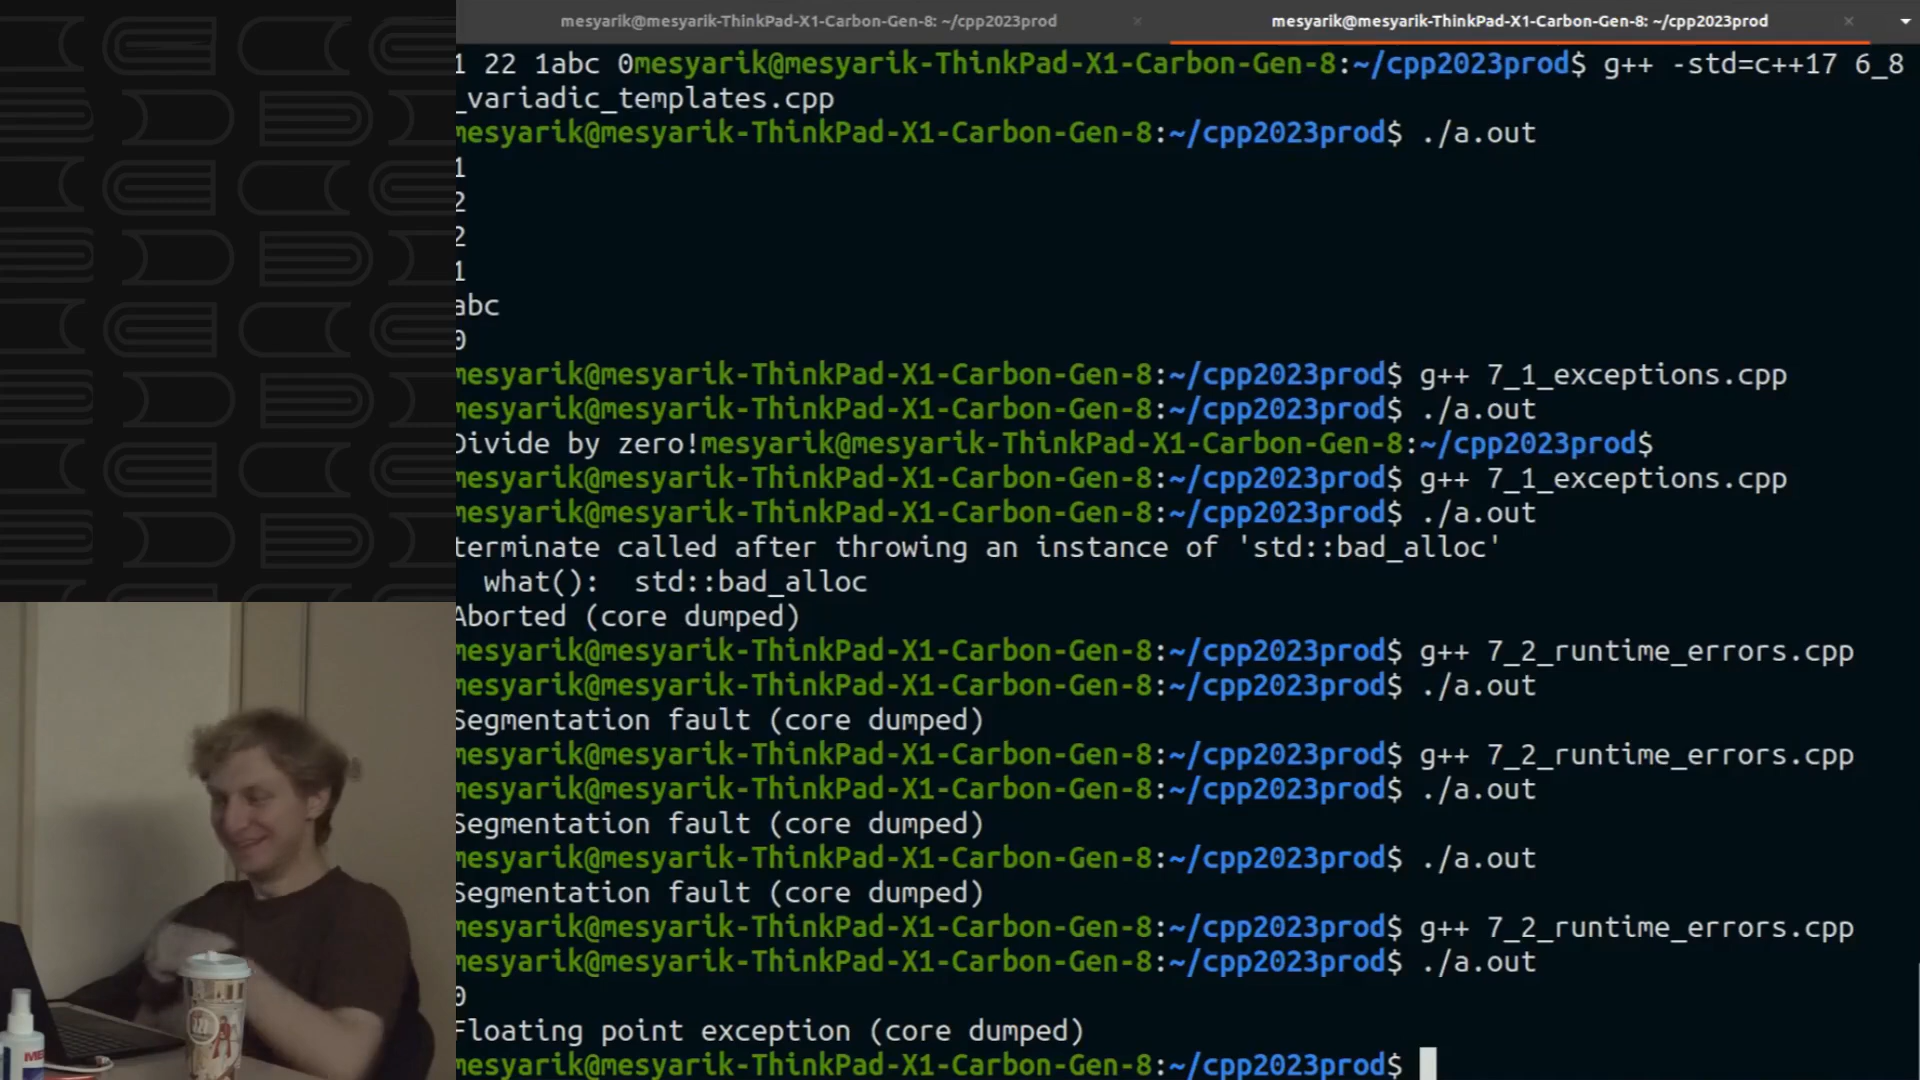 mesyarik@mesyarik-ThinkPad-X1-Carbon-Gen-8: ~/cpp2023prod
mesyarik@mesyarik-ThinkPad-X1-Carbon-Gen-8: ~/cpp2023prod
1 22 1abc 0mesyarik@mesyarik-ThinkPad-X1-Carbon-Gen-8:~/cpp2023prod$ g++ -std=c++17 6_8
_variadic_templates.cpp
mesyarik@mesyarik-ThinkPad-X1-Carbon-Gen-8:~/cpp2023prod$ ./a.out
1
2
2
1
abc
0
mesyarik@mesyarik-ThinkPad-X1-Carbon-Gen-8:~/cpp2023prod$ g++ 7_1_exceptions.cpp
mesyarik@mesyarik-ThinkPad-X1-Carbon-Gen-8:~/cpp2023prod$ ./a.out
Divide by zero!mesyarik@mesyarik-ThinkPad-X1-Carbon-Gen-8:~/cpp2023prod$
mesyarik@mesyarik-ThinkPad-X1-Carbon-Gen-8:~/cpp2023prod$ g++ 7_1_exceptions.cpp
mesyarik@mesyarik-ThinkPad-X1-Carbon-Gen-8:~/cpp2023prod$ ./a.out
terminate called after throwing an instance of 'std::bad_alloc'
what():  std::bad_alloc
Aborted (core dumped)
mesyarik@mesyarik-ThinkPad-X1-Carbon-Gen-8:~/cpp2023prod$ g++ 7_2_runtime_errors.cpp
mesyarik@mesyarik-ThinkPad-X1-Carbon-Gen-8:~/cpp2023prod$ ./a.out
Segmentation fault (core dumped)
mesyarik@mesyarik-ThinkPad-X1-Carbon-Gen-8:~/cpp2023prod$ g++ 7_2_runtime_errors.cpp
mesyarik@mesyarik-ThinkPad-X1-Carbon-Gen-8:~/cpp2023prod$ ./a.out
Segmentation fault (core dumped)
mesyarik@mesyarik-ThinkPad-X1-Carbon-Gen-8:~/cpp2023prod$ ./a.out
Segmentation fault (core dumped)
mesyarik@mesyarik-ThinkPad-X1-Carbon-Gen-8:~/cpp2023prod$ g++ 7_2_runtime_errors.cpp
mesyarik@mesyarik-ThinkPad-X1-Carbon-Gen-8:~/cpp2023prod$ ./a.out
0
Floating point exception (core dumped)
mesyarik@mesyarik-ThinkPad-X1-Carbon-Gen-8:~/cpp2023prod$